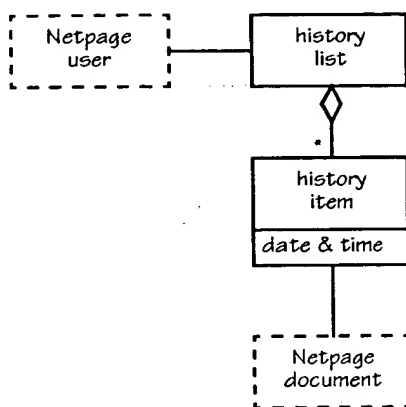 Netpage
user
history
list
*
history
item
date & time
Netpage
document